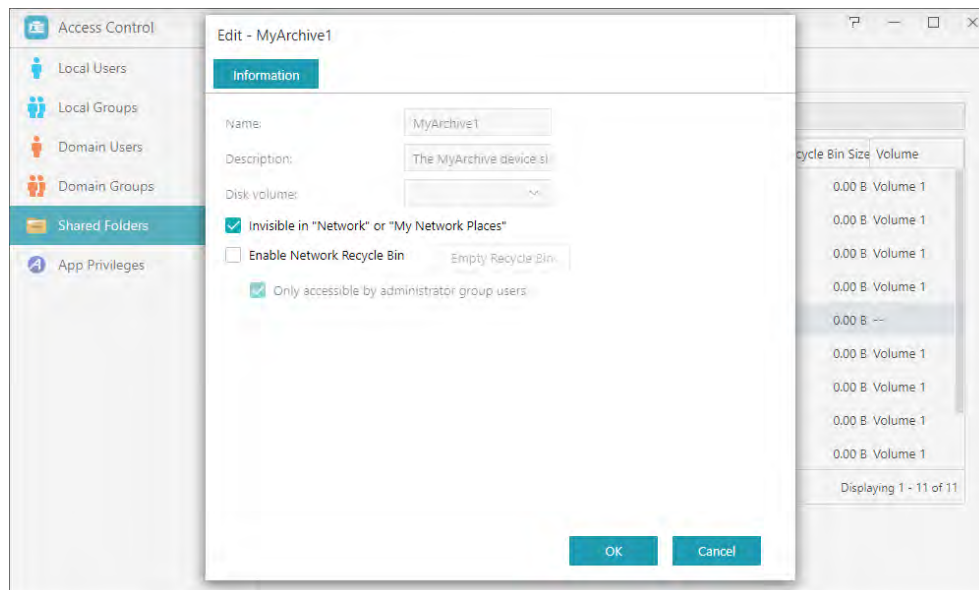 Access Control
Local Users
Local Groups
Domain Users
Domain Groups
Shared Folders
App Privileges
Edit - MyArchive1
Information
Name: MyArchive1
Description: The MyArchive device sl
Disk volume:
Invisible in "Network" or "My Network Places"
Enable Network Recycle Bin Empty Recycle Bin
Only accessible by administrator group users
OK Cancel
cycle Bin Size Volume
0.00 B Volume 1
0.00 B Volume 1
0.00 B Volume 1
0.00 B Volume 1
0.00 B --
0.00 B Volume 1
0.00 B Volume 1
0.00 B Volume 1
0.00 B Volume 1
Displaying 1 - 11 of 11